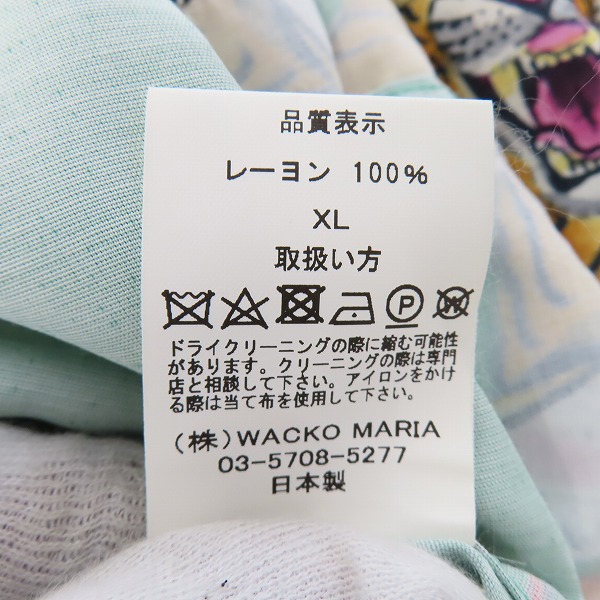 品質表示
レーヨン 100%
XL
取扱い方
P W
ドライクリーニングの際に縮む可能性
があります。クリーニングの際は専門
店と相談して下さい。アイロンをかけ
る際は当て布を使用して下さい。
(株)WACKO MARIA
03-5708-5277
日本製